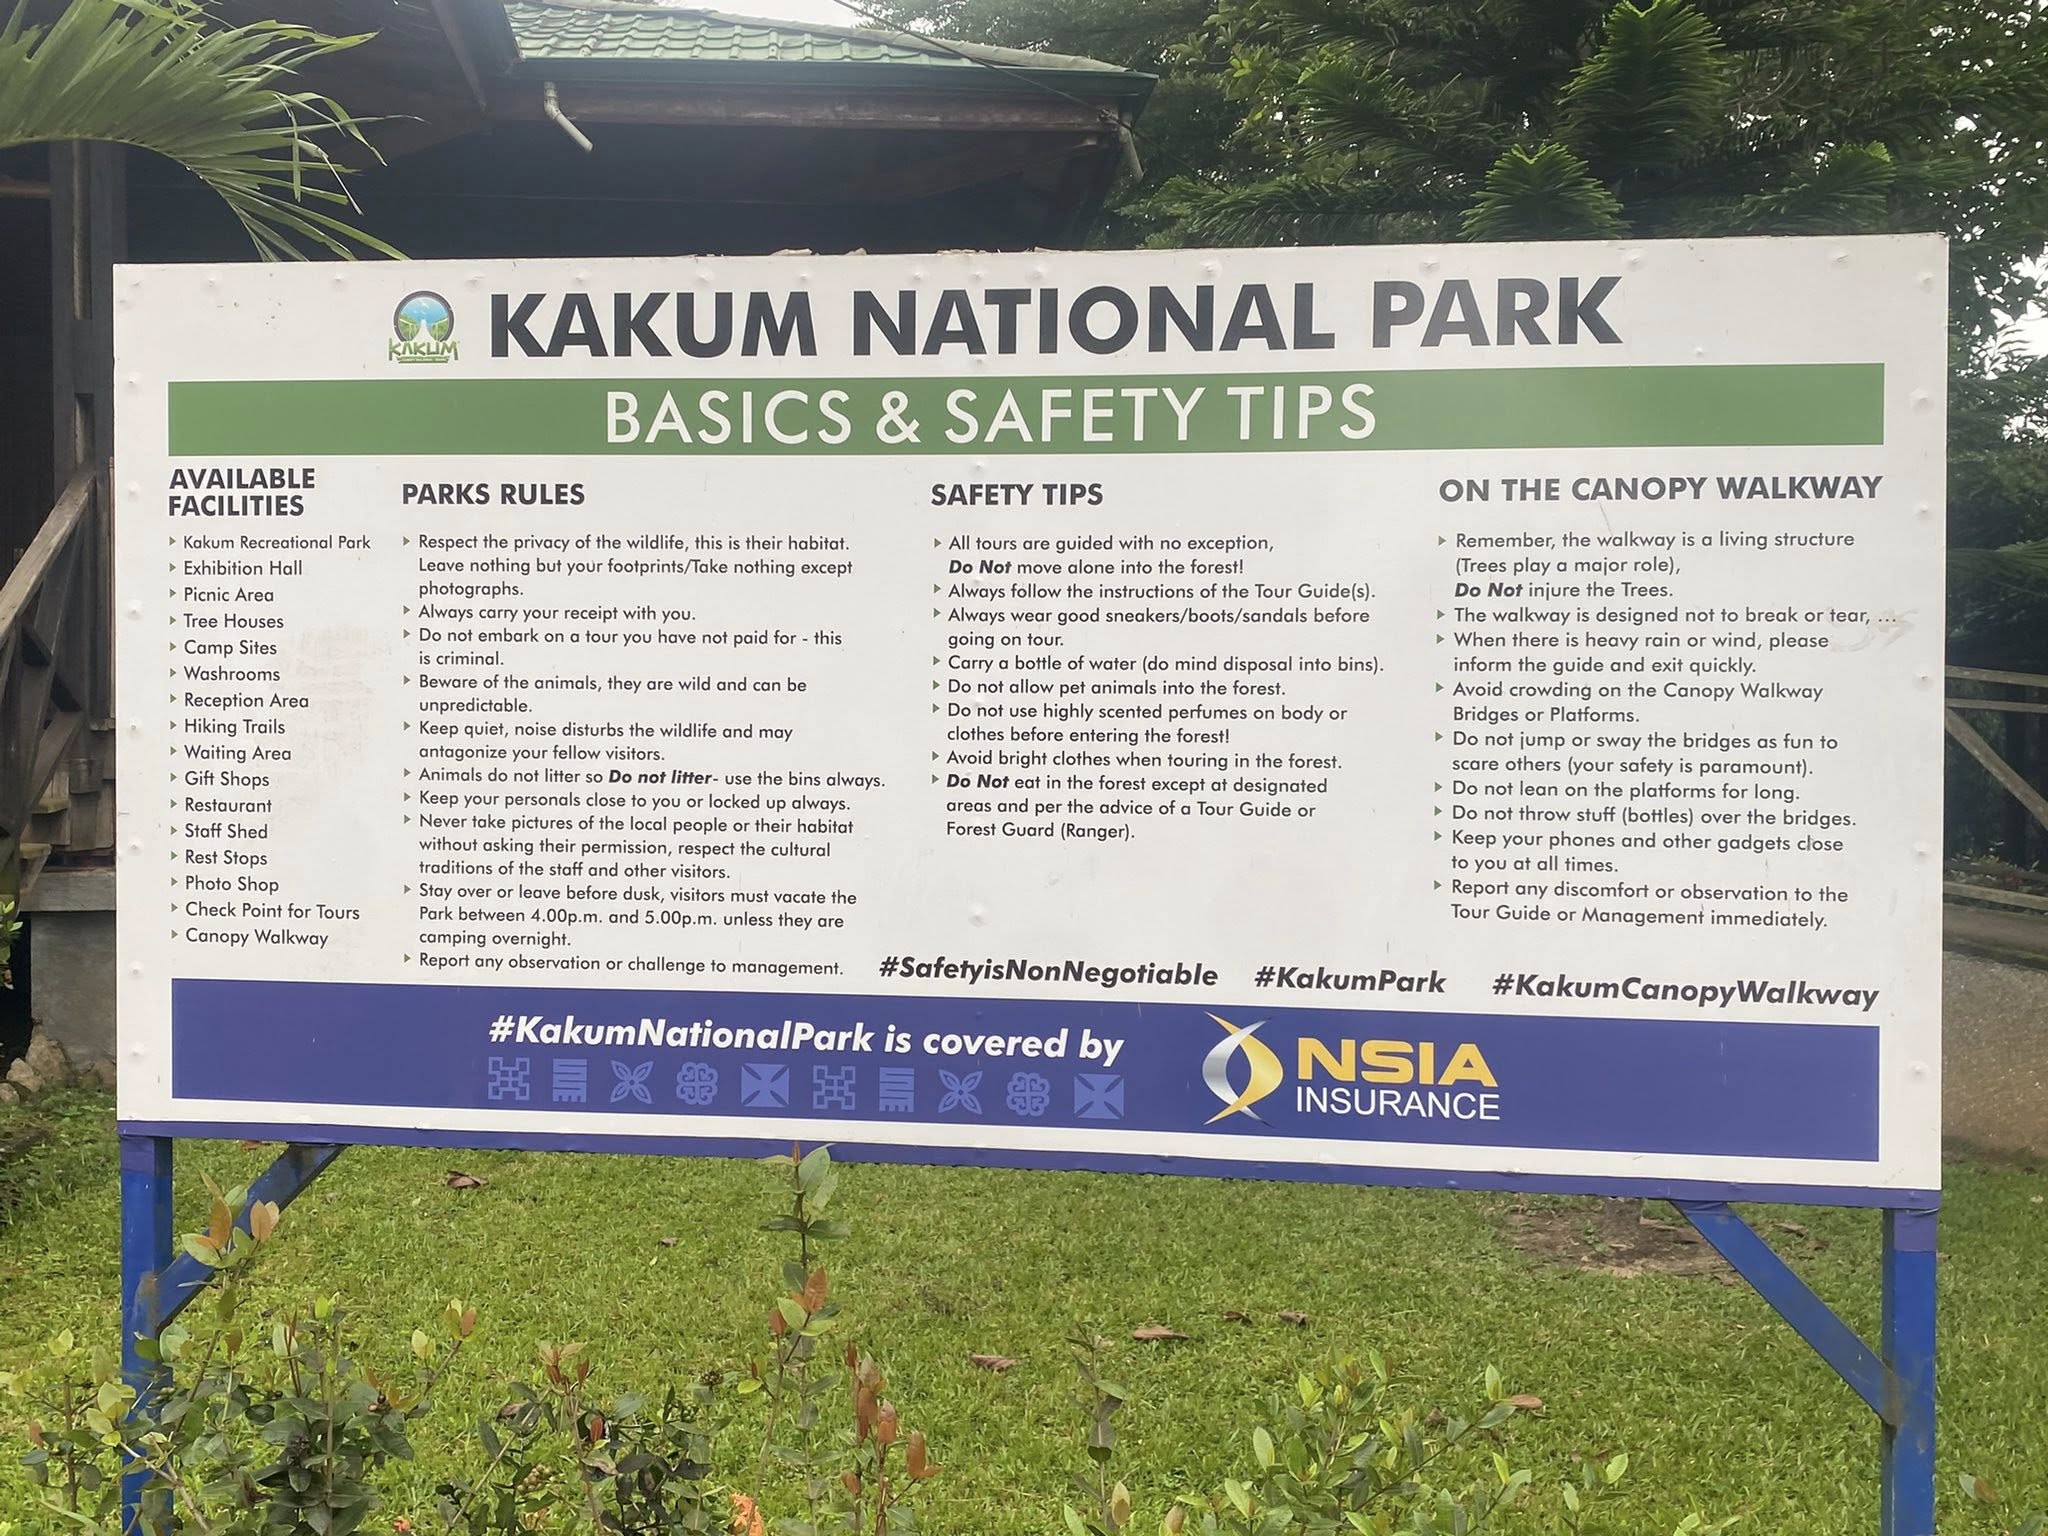 KAKUM
KAKUM NATIONAL PARK
BASICS & SAFETY TIPS
AVAILABLE
FACILITIES
Kakum Recreational Park
Exhibition Hall
Picnic Area
Tree Houses
Camp Sites
Washrooms
Reception Area
Hiking Trails
Waiting Area
Gift Shops
Restaurant
Staff Shed
Rest Stops
Photo Shop
Check Point for Tours
Canopy Walkway
PARKS RULES
Respect the privacy of the wildlife, this is their habitat.
Leave nothing but your footprints/Take nothing except
photographs.
Always carry your receipt with you.
Do not embark on a tour you have not paid for - this
is criminal.
Beware of the animals, they are wild and can be
unpredictable.
Keep quiet, noise disturbs the wildlife and may
antagonize your fellow visitors.
Animals do not litter so Do not litter- use the bins always.
Keep your personals close to you or locked up always.
Never take pictures of the local people or their habitat
without asking their permission, respect the cultural
traditions of the staff and other visitors.
Stay over or leave before dusk, visitors must vacate the
Park between 4.00p.m. and 5.00p.m. unless they are
camping overnight.
Report any observation or challenge to management.
SAFETY TIPS
All tours are guided with no exception,
Do Not move alone into the forest!
Always follow the instructions of the Tour Guide(s).
Always wear good sneakers/boots/sandals before
going on tour.
Carry a bottle of water (do mind disposal into bins).
Do not allow pet animals into the forest.
Do not use highly scented perfumes on body or
clothes before entering the forest!
Avoid bright clothes when touring in the forest.
Do Not eat in the forest except at designated
areas and per the advice of a Tour Guide or
Forest Guard (Ranger).
ON THE CANOPY WALKWAY
Remember, the walkway is a living structure
(Trees play a major role),
Do Not injure the Trees.
The walkway is designed not to break or tear, ...
When there is heavy rain or wind, please
inform the guide and exit quickly.
Avoid crowding on the Canopy Walkway
Bridges or Platforms.
Do not jump or sway the bridges as fun to
scare others (your safety is paramount).
Do not lean on the platforms for long.
Do not throw stuff (bottles) over the bridges.
Keep your phones and other gadgets close
to you at all times.
Report any discomfort or observation to the
Tour Guide or Management immediately.
#SafetyisNonNegotiable #KakumPark #KakumCanopyWalkway
#KakumNationalPark is covered by
NSIA
INSURANCE